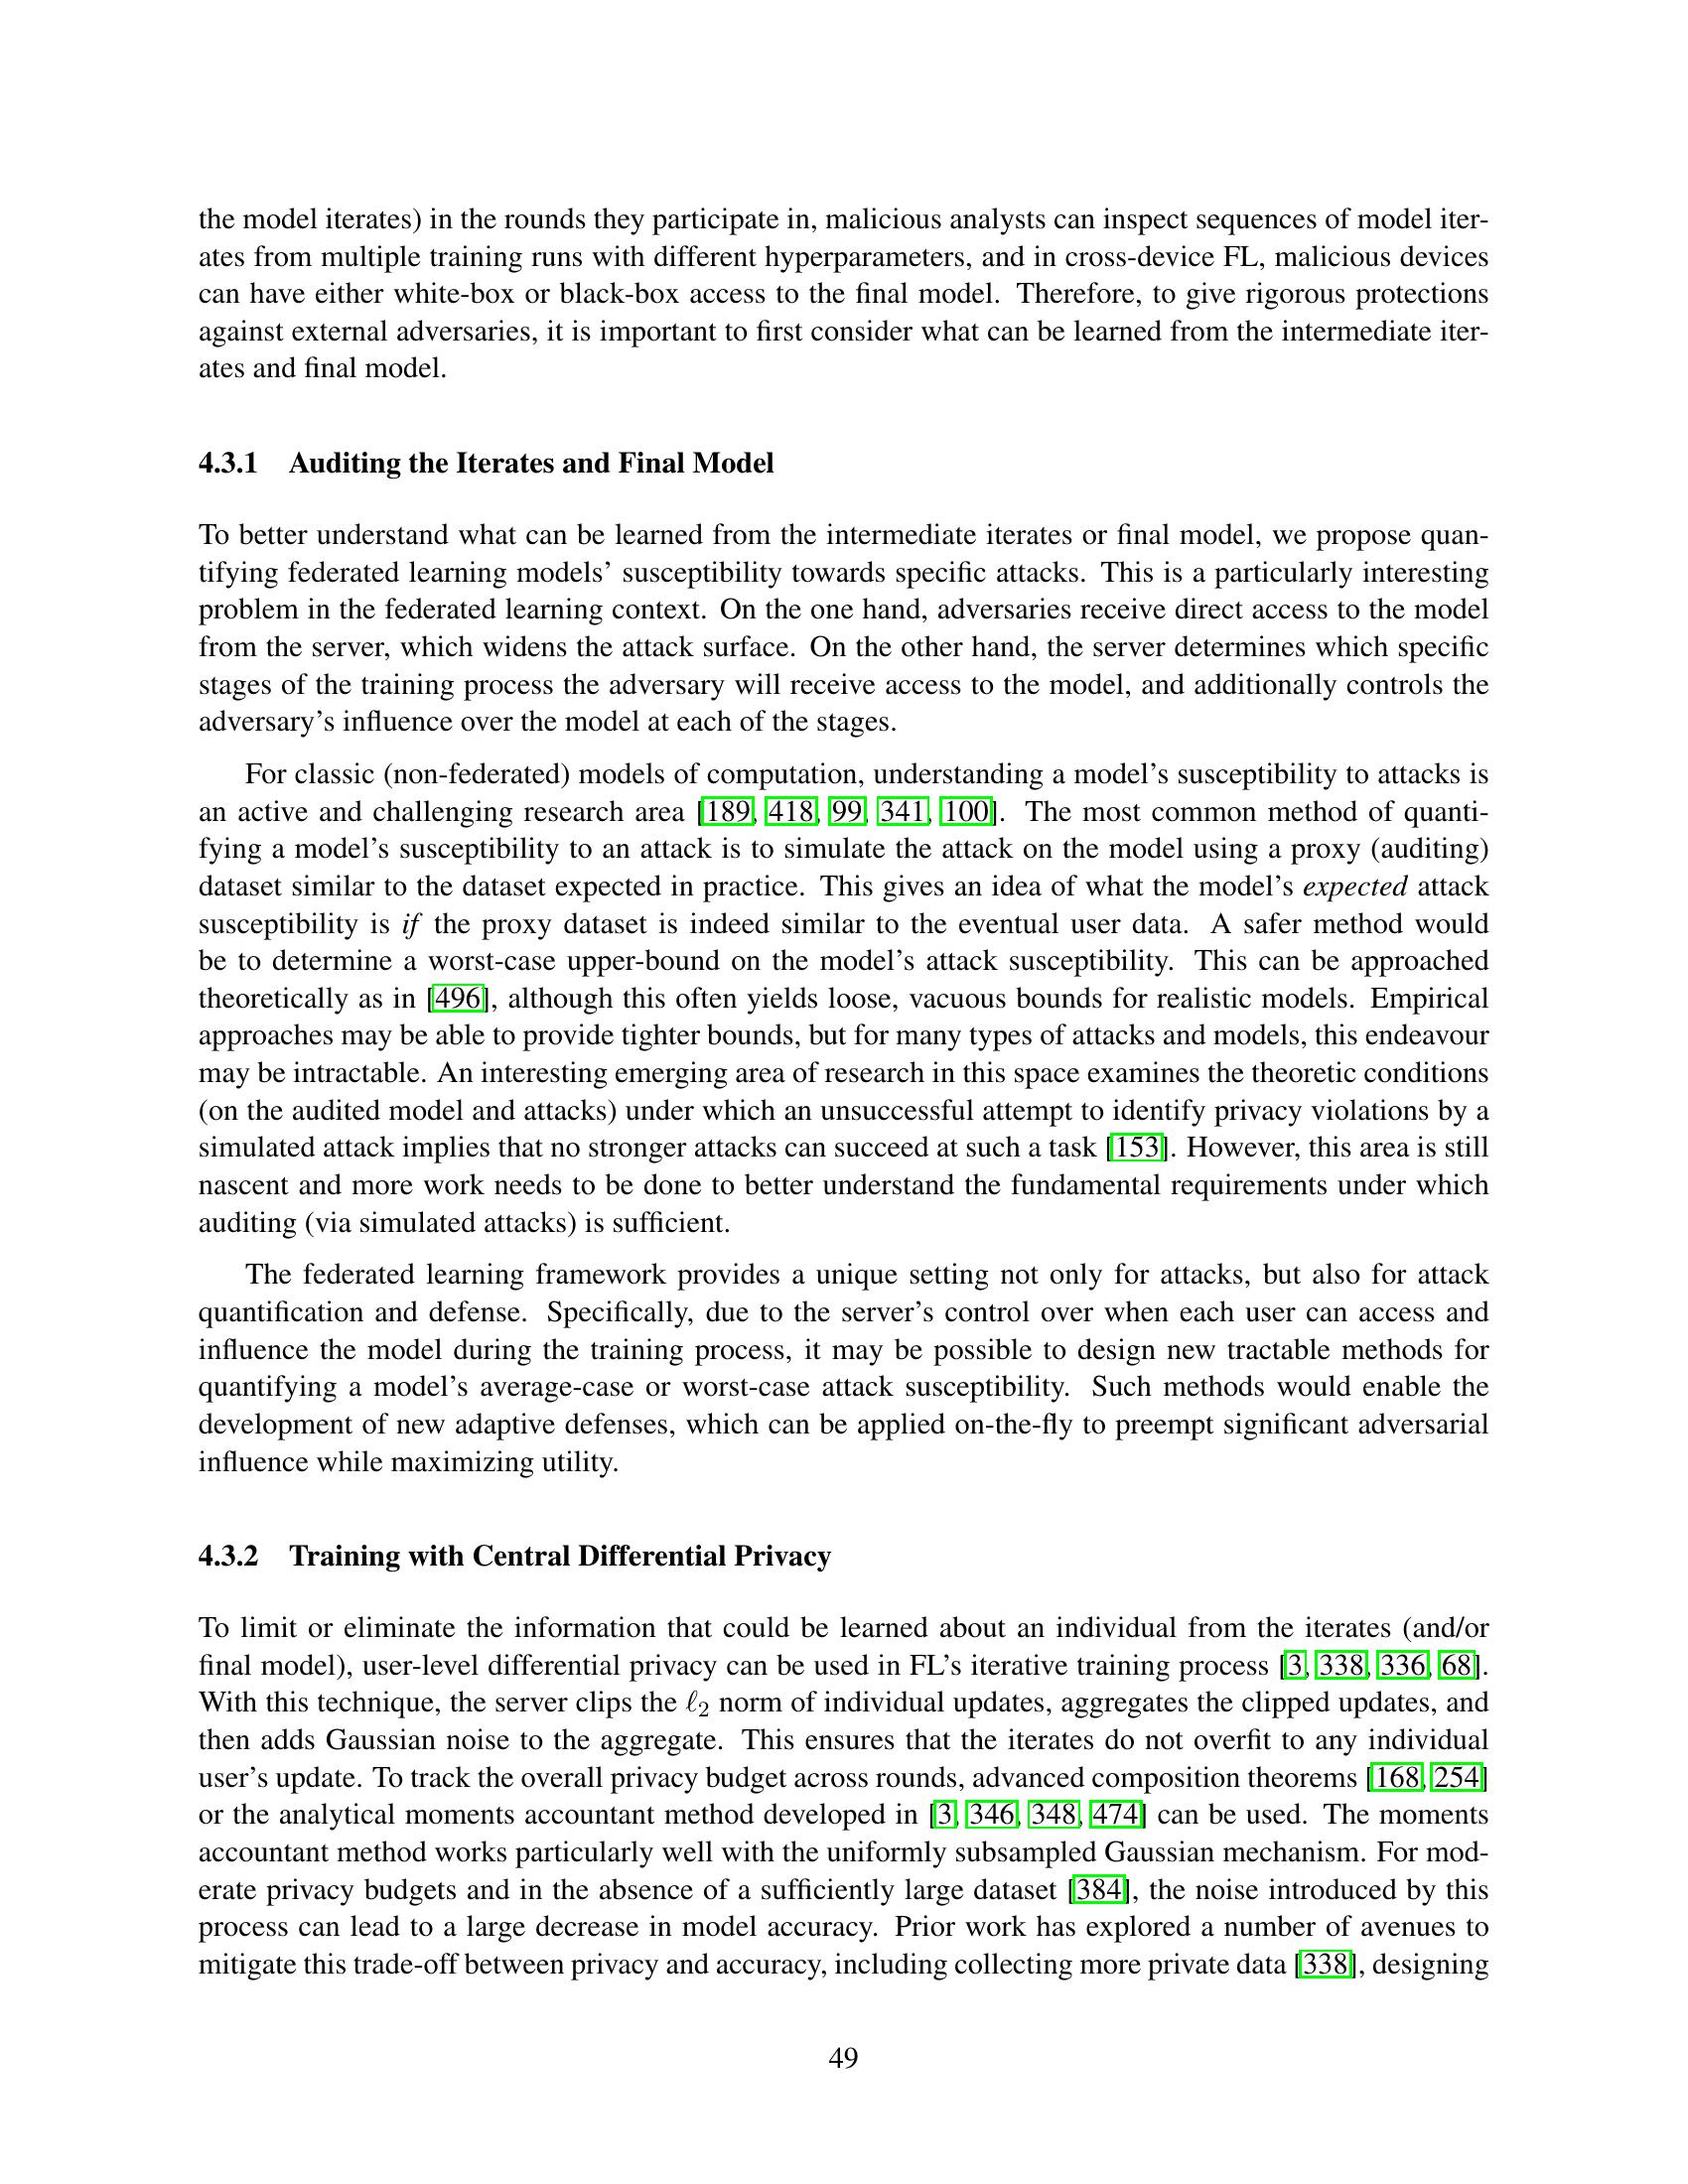 the model iterates) in the rounds they participate in, malicious analysts can inspect sequences of model iter-
ates from multiple training runs with different hyperparameters, and in cross-device FL, malicious devices
can have either white-box or black-box access to the final model. Therefore, to give rigorous protections
against external adversaries, it is important to first consider what can be learned from the intermediate iter-
ates and final model.
4.3.1 Auditing the Iterates and Final Model
To better understand what can be learned from the intermediate iterates or final model, we propose quan-
tifying federated learning models' susceptibility towards specific attacks. This is a particularly interesting
problem in the federated learning context. On the one hand, adversaries receive direct access to the model
from the server, which widens the attack surface. On the other hand, the server determines which specific
stages of the training process the adversary will receive access to the model, and additionally controls the
adversary's influence over the model at each of the stages.
For classic (non-federated) models of computation, understanding a model's susceptibility to attacks is
an active and challenging research area [189, 418, 99, 341, 100]. The most common method of quanti-
fying a model's susceptibility to an attack is to simulate the attack on the model using a proxy (auditing)
dataset similar to the dataset expected in practice. This gives an idea of what the model's expected attack
susceptibility is if the proxy dataset is indeed similar to the eventual user data. A safer method would
be to determine a worst-case upper-bound on the model's attack susceptibility. This can be approached
theoretically as in [496], although this often yields loose, vacuous bounds for realistic models. Empirical
approaches may be able to provide tighter bounds, but for many types of attacks and models, this endeavour
may be intractable. An interesting emerging area of research in this space examines the theoretic conditions
(on the audited model and attacks) under which an unsuccessful attempt to identify privacy violations by a
simulated attack implies that no stronger attacks can succeed at such a task [153]. However, this area is still
nascent and more work needs to be done to better understand the fundamental requirements under which
auditing (via simulated attacks) is sufficient.
The federated learning framework provides a unique setting not only for attacks, but also for attack
quantification and defense. Specifically, due to the server's control over when each user can access and
influence the model during the training process, it may be possible to design new tractable methods for
quantifying a model's average-case or worst-case attack susceptibility. Such methods would enable the
development of new adaptive defenses, which can be applied on-the-fly to preempt significant adversarial
influence while maximizing utility.
4.3.2 Training with Central Differential Privacy
To limit or eliminate the information that could be learned about an individual from the iterates (and/or
final model), user-level differential privacy can be used in FL's iterative training process [3, 338, 336, 68].
With this technique, the server clips the ℓ2 norm of individual updates, aggregates the clipped updates, and
then adds Gaussian noise to the aggregate. This ensures that the iterates do not overfit to any individual
user's update. To track the overall privacy budget across rounds, advanced composition theorems [168, 254]
or the analytical moments accountant method developed in [3, 346, 348, 474] can be used. The moments
accountant method works particularly well with the uniformly subsampled Gaussian mechanism. For mod-
erate privacy budgets and in the absence of a sufficiently large dataset [384], the noise introduced by this
process can lead to a large decrease in model accuracy. Prior work has explored a number of avenues to
mitigate this trade-off between privacy and accuracy, including collecting more private data [338], designing
49